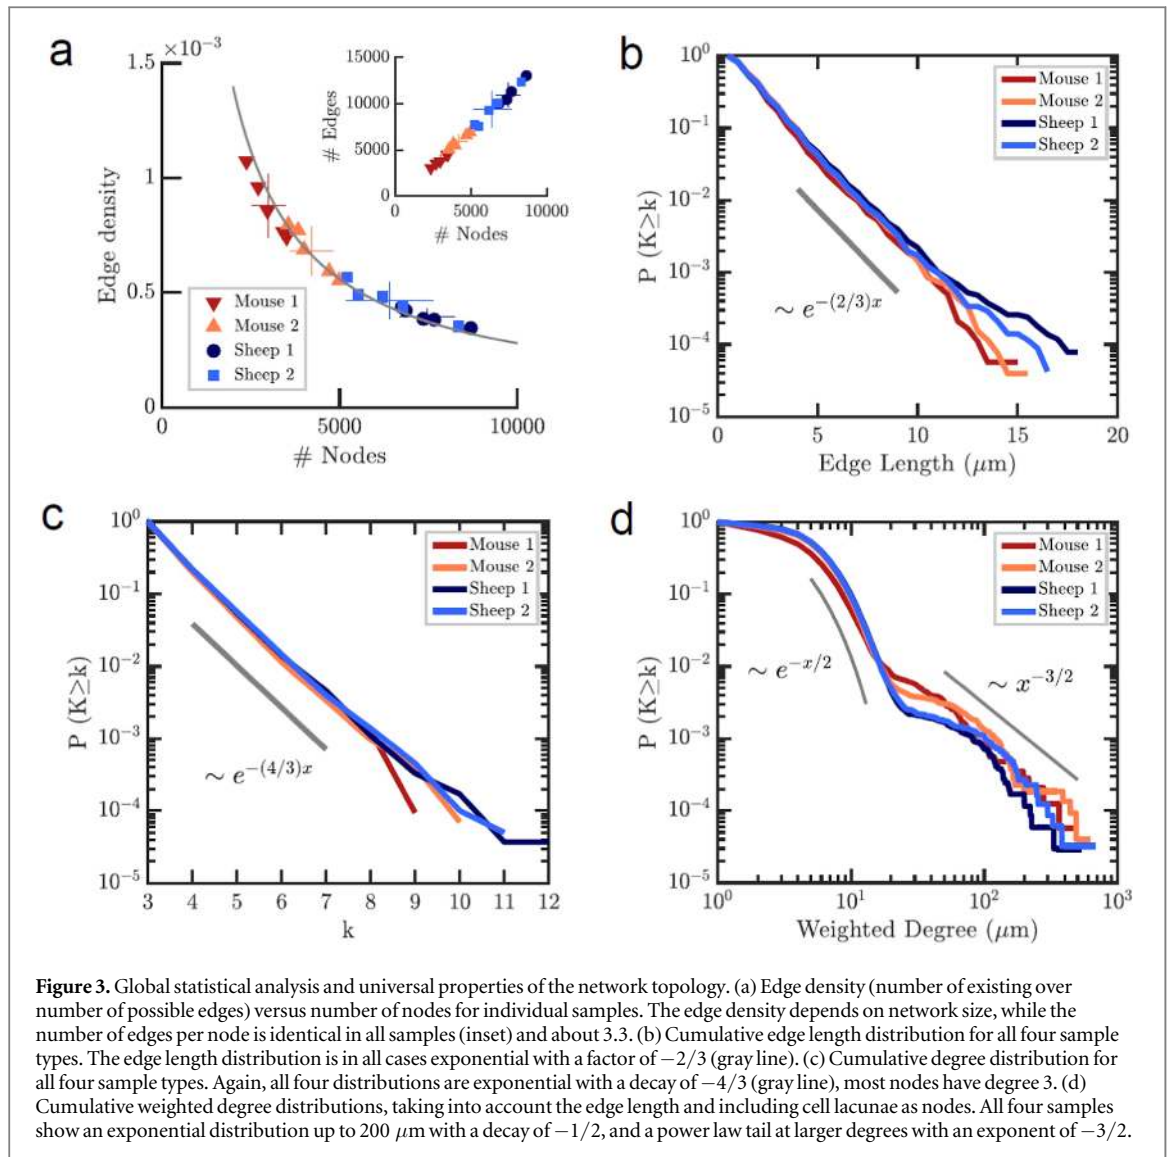 a
×10⁻³
1.5
1
0.5
0
Edge density
0
5000
10000
# Nodes
Mouse 1
Mouse 2
Sheep 1
Sheep 2
15000
10000
5000
0
# Edges
0
5000
10000
# Nodes
b
10⁰
10⁻¹
10⁻²
10⁻³
10⁻⁴
10⁻⁵
P (K≥k)
Mouse 1
Mouse 2
Sheep 1
Sheep 2
∼ e^−(2/3)x
0
5
10
15
20
Edge Length (μm)
c
10⁰
10⁻¹
10⁻²
10⁻³
10⁻⁴
10⁻⁵
P (K≥k)
Mouse 1
Mouse 2
Sheep 1
Sheep 2
∼ e^−(4/3)x
3
4
5
6
7
8
9
10
11
12
k
d
10⁰
10⁻¹
10⁻²
10⁻³
10⁻⁴
10⁻⁵
P (K≥k)
Mouse 1
Mouse 2
Sheep 1
Sheep 2
∼ e^−x/2
∼ x^−3/2
10⁰
10¹
10²
10³
Weighted Degree (μm)
Figure 3. Global statistical analysis and universal properties of the network topology. (a) Edge density (number of existing over
number of possible edges) versus number of nodes for individual samples. The edge density depends on network size, while the
number of edges per node is identical in all samples (inset) and about 3.3. (b) Cumulative edge length distribution for all four sample
types. The edge length distribution is in all cases exponential with a factor of −2/3 (gray line). (c) Cumulative degree distribution for
all four sample types. Again, all four distributions are exponential with a decay of −4/3 (gray line), most nodes have degree 3. (d)
Cumulative weighted degree distributions, taking into account the edge length and including cell lacunae as nodes. All four samples
show an exponential distribution up to 200 μm with a decay of −1/2, and a power law tail at larger degrees with an exponent of −3/2.